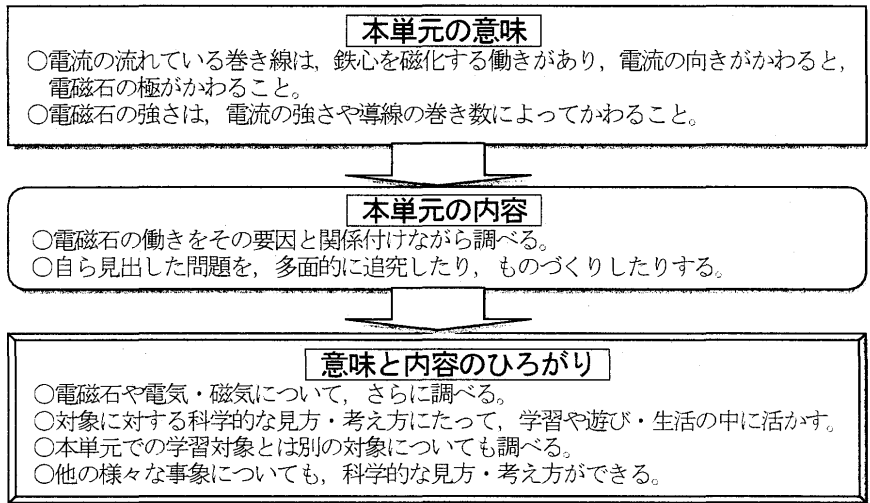 本単元の意味
○電流の流れている巻き線は，鉄心を磁化する働きがあり，電流の向きがかわると，
電磁石の極がかわること。
○電磁石の強さは，電流の強さや導線の巻き数によってかわること。
本単元の内容
○電磁石の働きをその要因と関係付けながら調べる。
○自ら見出した問題を，多面的に追究したり，ものづくりしたりする。
意味と内容のひろがり
○電磁石や電気・磁気について，さらに調べる。
○対象に対する科学的な見方・考え方にたって，学習や遊び・生活の中に活かす。
○本単元での学習対象とは別の対象についても調べる。
○他の様々な事象についても，科学的な見方・考え方ができる。